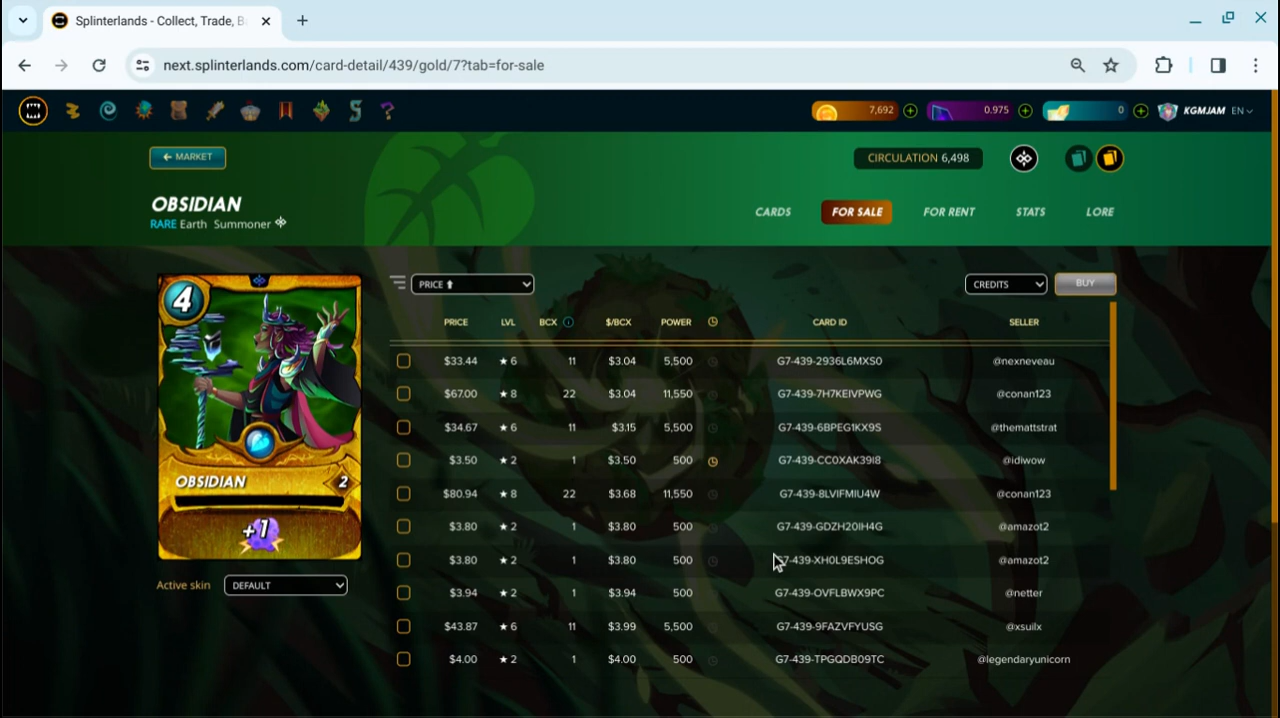 Splinterlands - Collect, Trade, B
next.splinterlands.com/card-detail/439/gold/7?tab=for-sale
7,692 0.975 0 KGMJAM EN
MARKET
CIRCULATION 6,498
OBSIDIAN
RARE Earth Summoner
CARDS FOR SALE FOR RENT STATS LORE
PRICE CREDITS BUY
PRICE LVL BCX $/BCX POWER CARD ID SELLER
$33.44 ★ 6 11 $3.04 5,500 G7-439-2936L6MXS0 @nexneveau
$67.00 ★ 8 22 $3.04 11,550 G7-439-7H7KEIVPWG @conan123
$34.67 ★ 6 11 $3.15 5,500 G7-439-6BPEG1KX9S @themattstrat
$3.50 ★ 2 1 $3.50 500 G7-439-CC0XAK39I8 @idiwow
$80.94 ★ 8 22 $3.68 11,550 G7-439-8LVIFMIU4W @conan123
$3.80 ★ 2 1 $3.80 500 G7-439-GDZH20IH4G @amazot2
$3.80 ★ 2 1 $3.80 500 G7-439-XH0L9ESHOG @amazot2
$3.94 ★ 2 1 $3.94 500 G7-439-OVFLBWX9PC @netter
$43.87 ★ 6 11 $3.99 5,500 G7-439-9FAZVFYUSG @xsuilx
$4.00 ★ 2 1 $4.00 500 G7-439-TPGQDB09TC @legendaryunicorn
4
OBSIDIAN 2
+1
Active skin DEFAULT